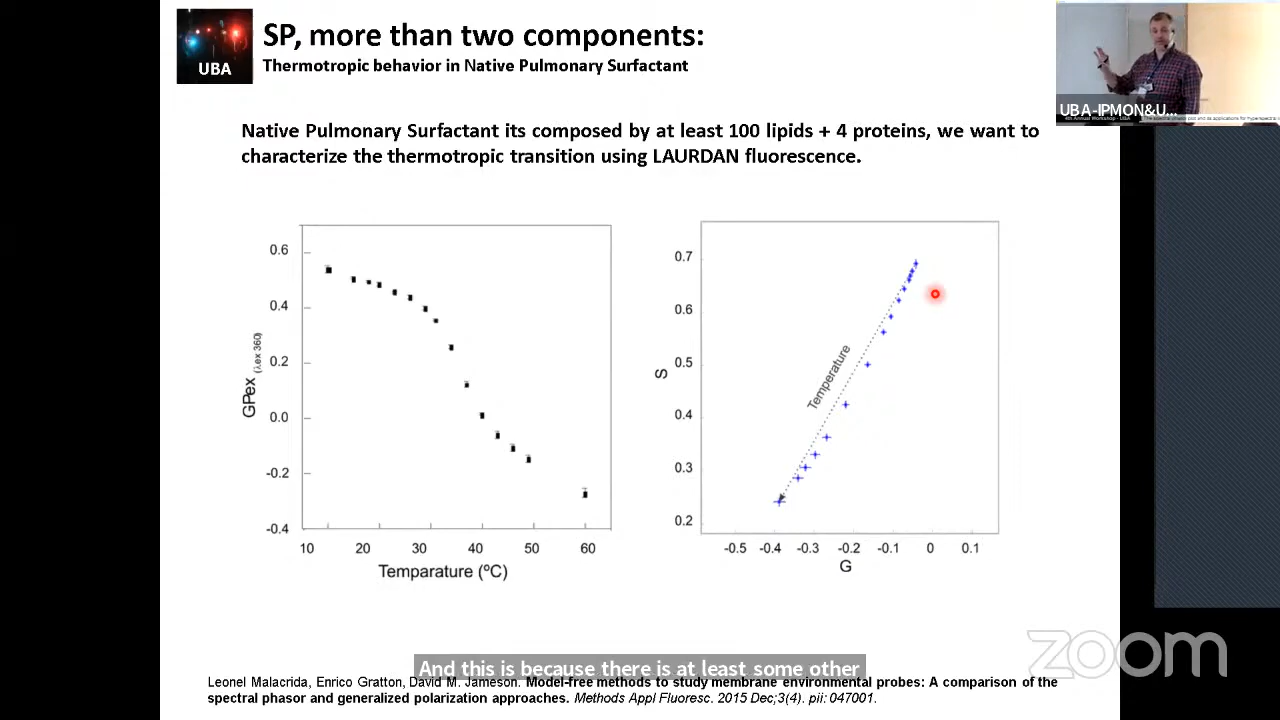 UBA
SP, more than two components:
Thermotropic behavior in Native Pulmonary Surfactant
UBA-IPMON&U...
Native Pulmonary Surfactant its composed by at least 100 lipids + 4 proteins, we want to
characterize the thermotropic transition using LAURDAN fluorescence.
GPex (λex 360)
0.6
0.4
0.2
0.0
-0.2
-0.4
10 20 30 40 50 60
Temparature (ºC)
S
0.7
0.6
0.5
0.4
0.3
0.2
Temperature
-0.5 -0.4 -0.3 -0.2 -0.1 0 0.1
G
zoom
And this is because there is at least some other
Leonel Malacrida, Enrico Gratton, David M. Jameson. Model-free methods to study membrane environmental probes: A comparison of the
spectral phasor and generalized polarization approaches. Methods Appl Fluoresc. 2015 Dec;3(4). pii: 047001.